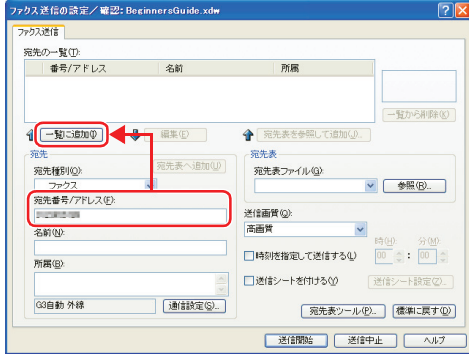 ファクス送信の設定／確認: BeginnersGuide.xdw
ファクス送信
宛先の一覧(T):
番号/アドレス 名前 所属
一覧から削除(K)
一覧に追加(I) 編集(E) 宛先表を参照して追加(J)...
宛先 宛先表
宛先種別(O): 宛先表へ追加(U) 宛先表ファイル(G):
ファクス 参照(B)...
宛先番号/アドレス(F):
送信画質(Q):
名前(N): 高画質
時(H): 分(M):
所属(B): 時刻を指定して送信する(L) 00 : 00
送信シートを付ける(Y) 送信シート設定(Z)...
G3自動 外線 通信設定(S)...
宛先表ツール(P)... 標準に戻す(D)
送信開始 送信中止 ヘルプ